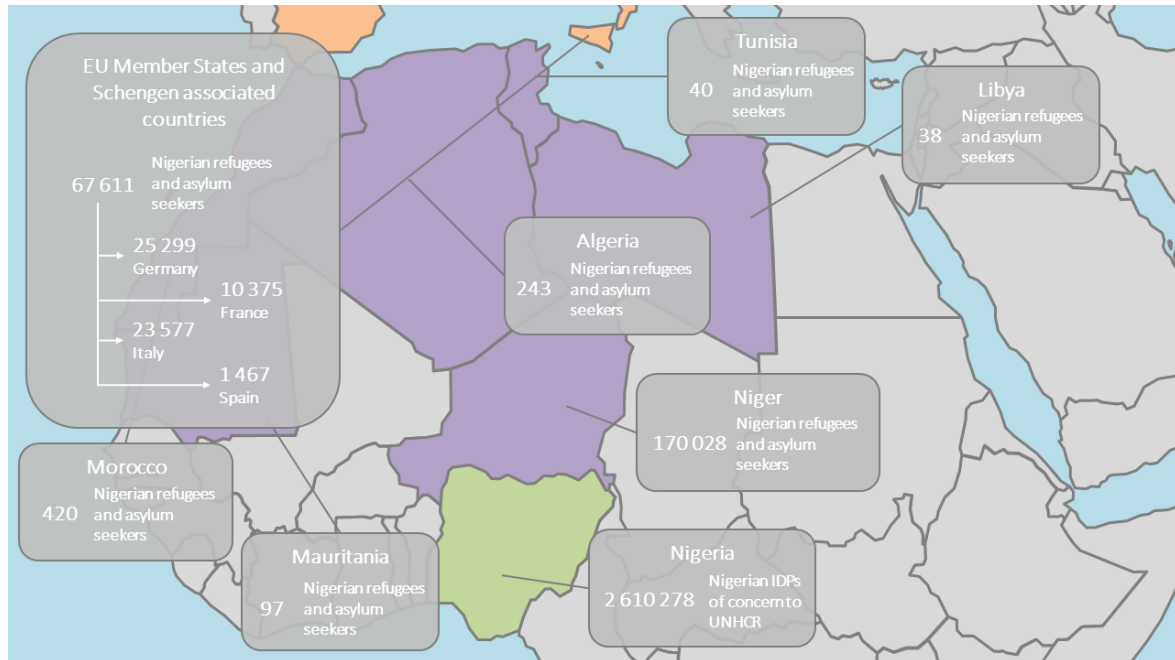 EU Member States and
Schengen associated
countries
67 611
Nigerian refugees
and asylum
seekers
25 299
Germany
10 375
France
23 577
Italy
1 467
Spain
Tunisia
40
Nigerian refugees
and asylum
seekers
Libya
38
Nigerian refugees
and asylum
seekers
Algeria
243
Nigerian refugees
and asylum
seekers
Niger
170 028
Nigerian refugees
and asylum
seekers
Morocco
420
Nigerian refugees
and asylum
seekers
Mauritania
97
Nigerian refugees
and asylum
seekers
Nigeria
2 610 278
Nigerian IDPs
of concern to
UNHCR